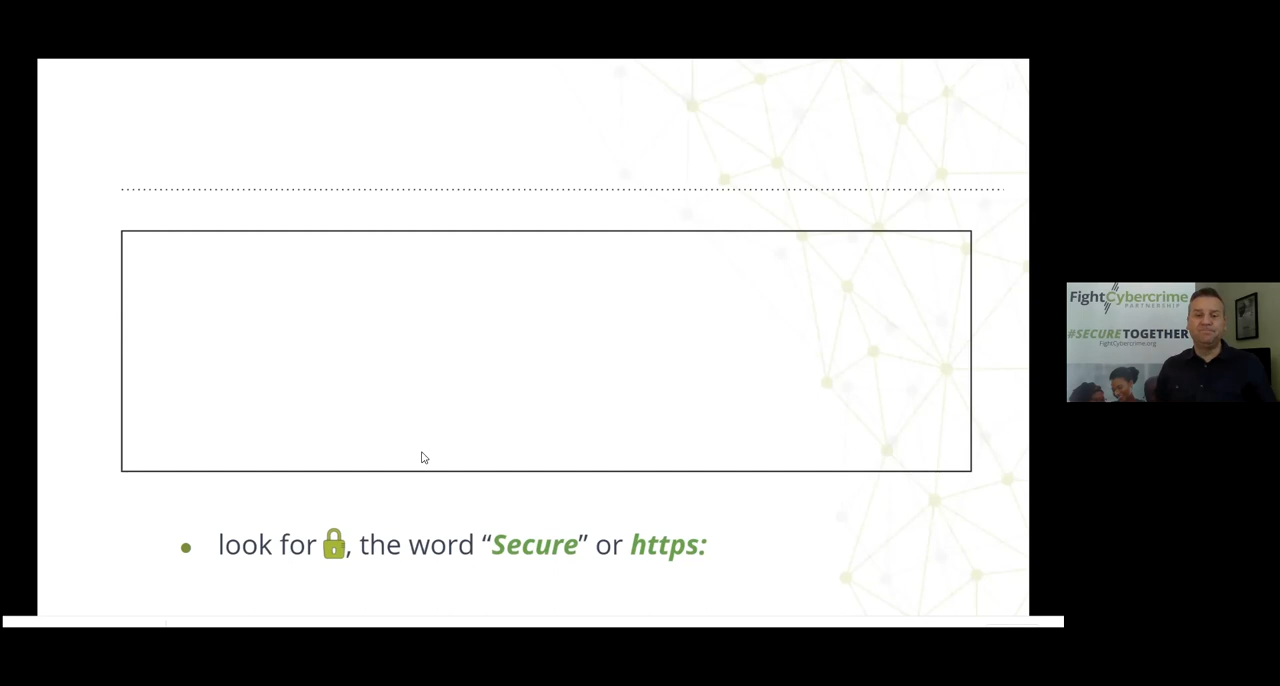 look for 🔒, the word “Secure” or https:
FightCybercrime
PARTNERSHIP
#SECURETOGETHER
FightCybercrime.org